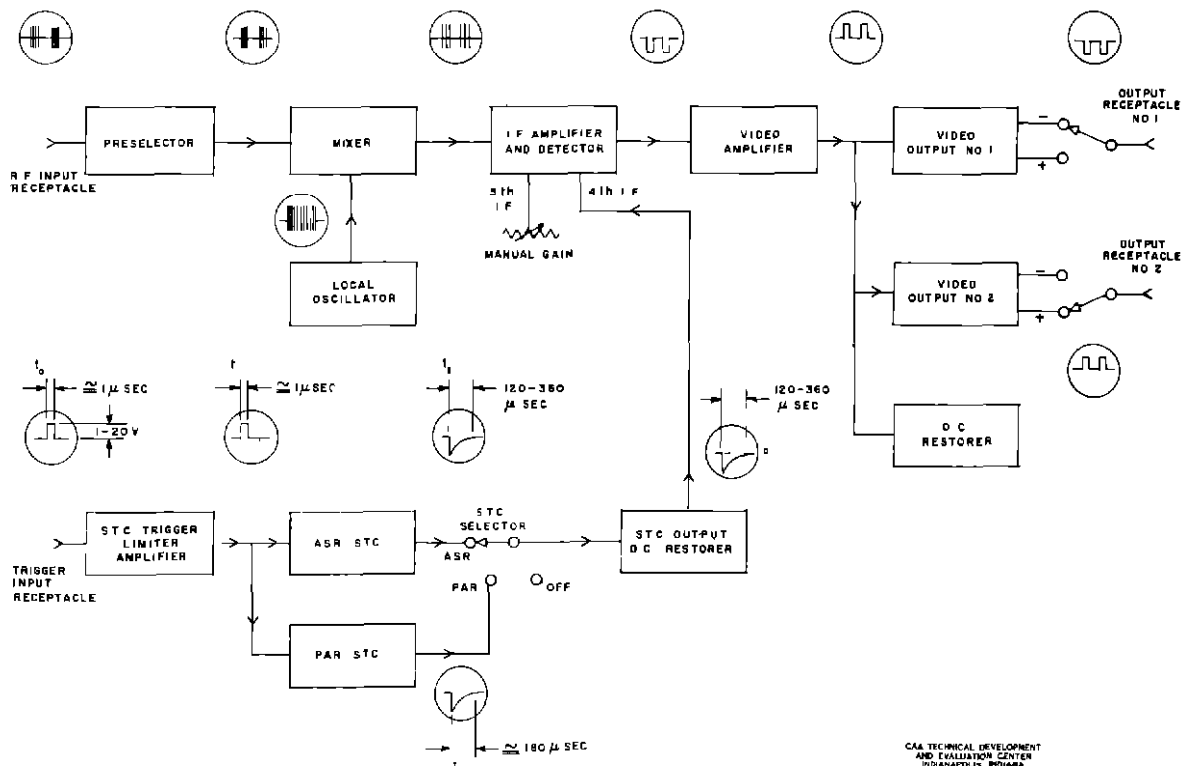 PRESELECTOR
MIXER
I F AMPLIFIER
AND DETECTOR
VIDEO
AMPLIFIER
VIDEO
OUTPUT NO 1
−
+
OUTPUT
RECEPTACLE
NO 1
R F INPUT
RECEPTACLE
5th
I F
4th I F
MANUAL GAIN
LOCAL
OSCILLATOR
VIDEO
OUTPUT NO 2
−
+
OUTPUT
RECEPTACLE
NO 2
t₀
≅ 1 μ SEC
1-20 V
t
≅ 1 μ SEC
120-360
μ SEC
120-360
μ SEC
D C
RESTORER
STC TRIGGER
LIMITER
AMPLIFIER
TRIGGER
INPUT
RECEPTACLE
ASR STC
STC
SELECTOR
ASR
PAR
OFF
STC OUTPUT
D C RESTORER
PAR STC
≅ 180 μ SEC
CAA TECHNICAL DEVELOPMENT
AND EVALUATION CENTER
INDIANAPOLIS, INDIANA